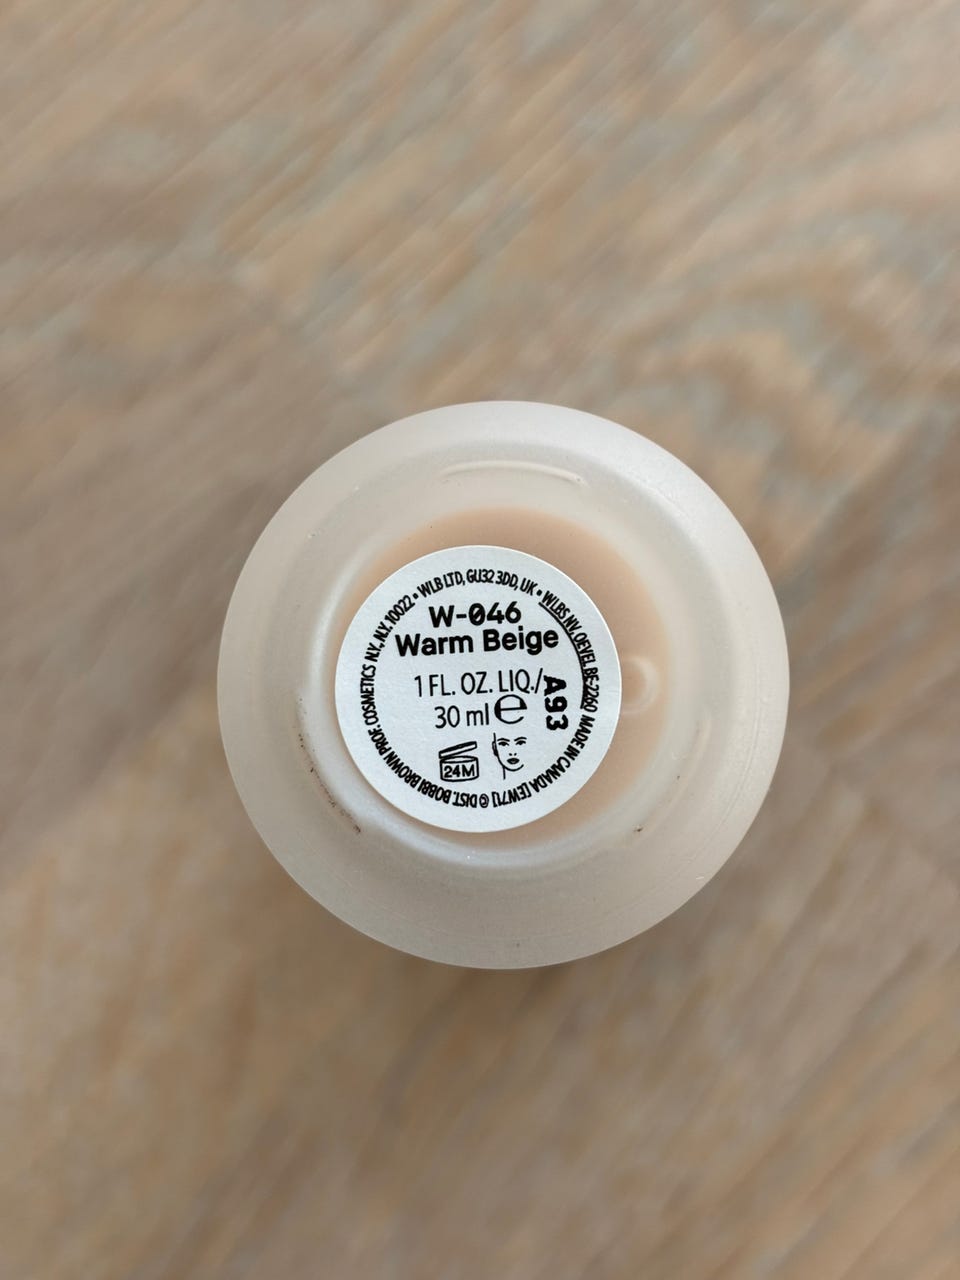 W-046
Warm Beige
1 FL. OZ. LIQ./
30 ml e
A93
24M
© DIST. BOBBI BROWN PROF. COSMETICS N.Y., N.Y. 10022 • WLB LTD, GU32 3DD, UK • WLBS NV, OEVEL BE-2260 MADE IN CANADA [EW71]